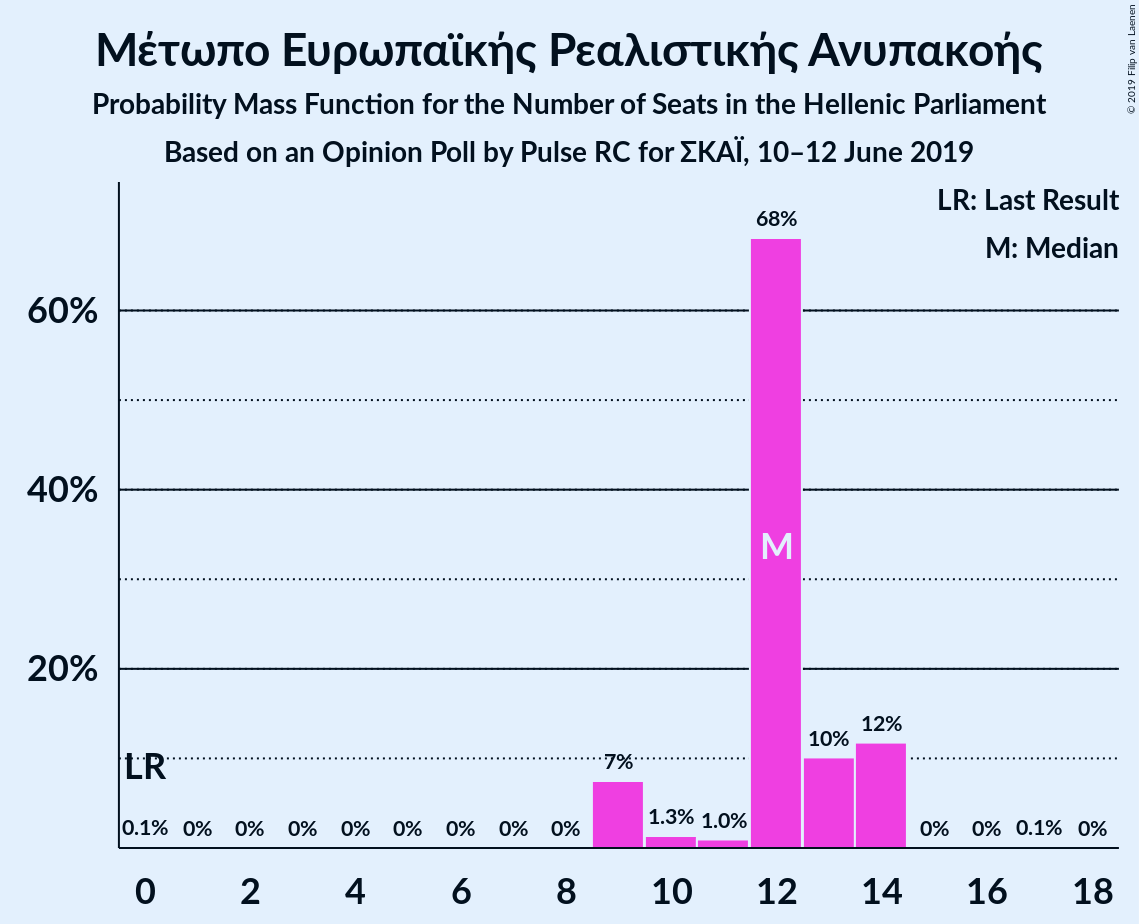 Μέτωπο Ευρωπαϊκής Ρεαλιστικής Ανυπακοής
Probability Mass Function for the Number of Seats in the Hellenic Parliament
Based on an Opinion Poll by Pulse RC for ΣΚΑΪ, 10–12 June 2019
© 2019 Filip van Laenen
LR: Last Result
M: Median
68%
60%
40%
M
20%
12%
10%
7%
LR
1.3%
1.0%
0.1% 0% 0% 0% 0% 0% 0% 0% 0% 0% 0% 0.1% 0%
0 2 4 6 8 10 12 14 16 18